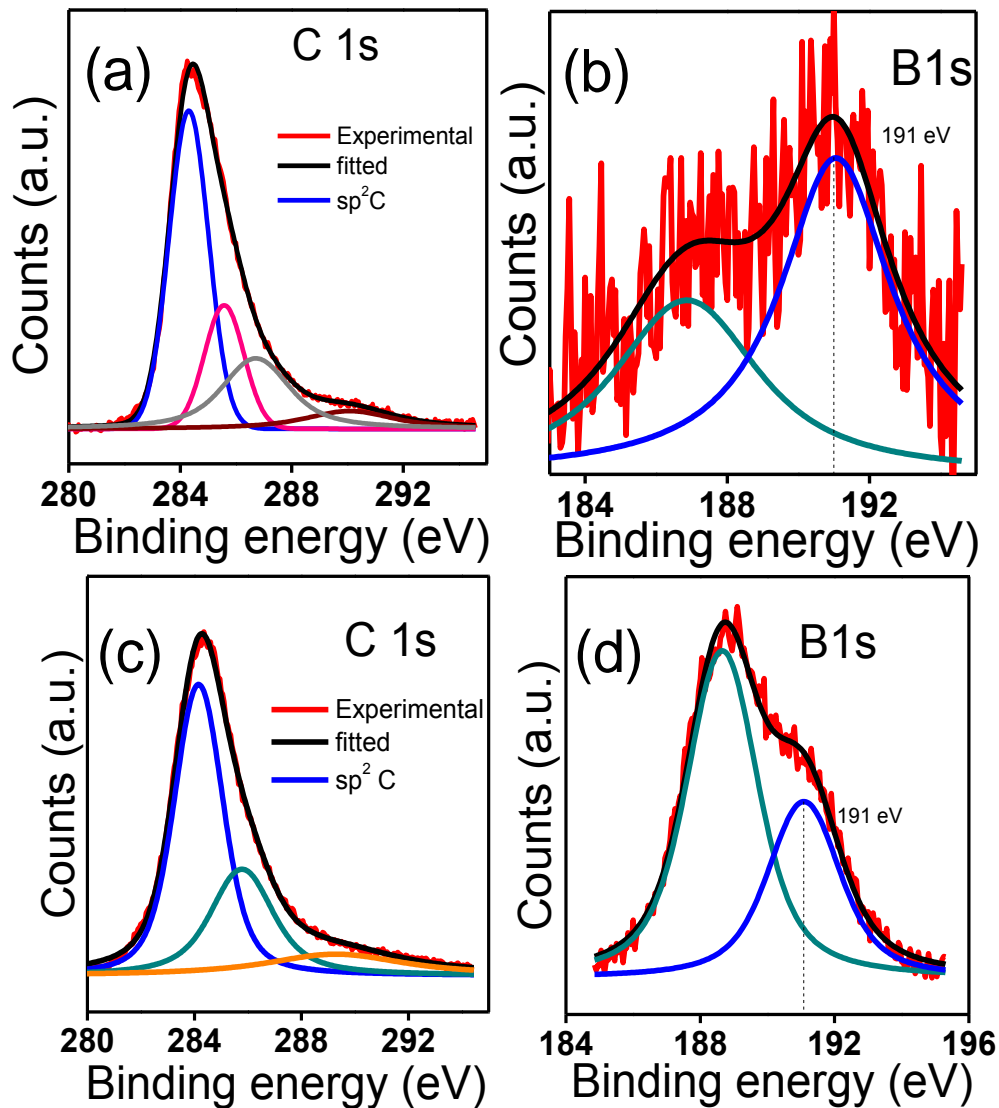 (a)
C 1s
Experimental
fitted
sp²C
Counts (a.u.)
280 284 288 292
Binding energy (eV)
(b)
B1s
191 eV
Counts (a.u.)
184 188 192
Binding energy (eV)
(c)
C 1s
Experimental
fitted
sp² C
Counts (a.u.)
280 284 288 292
Binding energy (eV)
(d)
B1s
191 eV
Counts (a.u.)
184 188 192 196
Binding energy (eV)